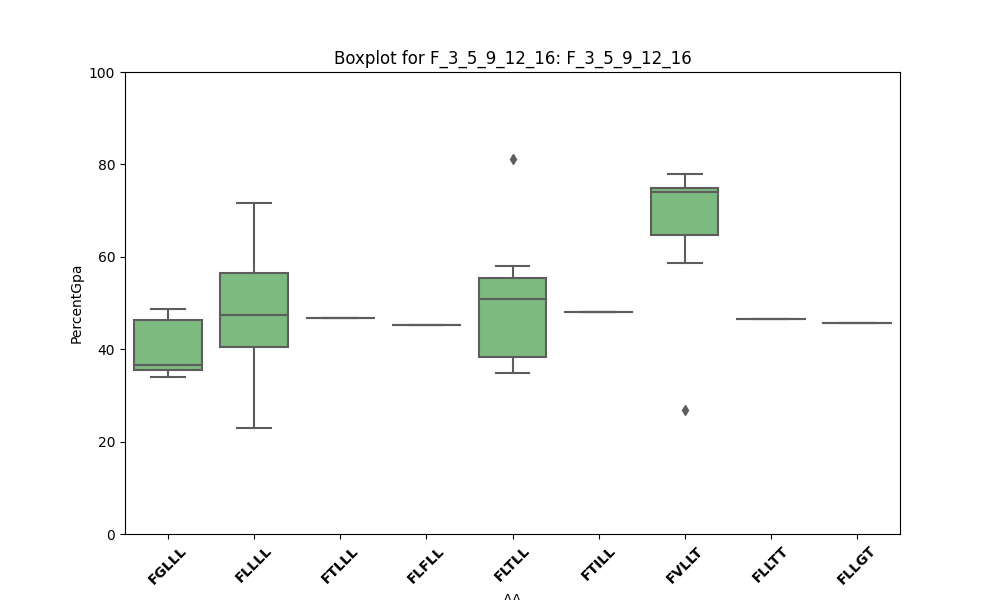 Boxplot for F_3_5_9_12_16: F_3_5_9_12_16
100
80
60
40
20
0
PercentGpa
FGLLL
FLLLL
FTLLL
FLFLL
FLTLL
FTILL
FVLLT
FLLTT
FLLGT